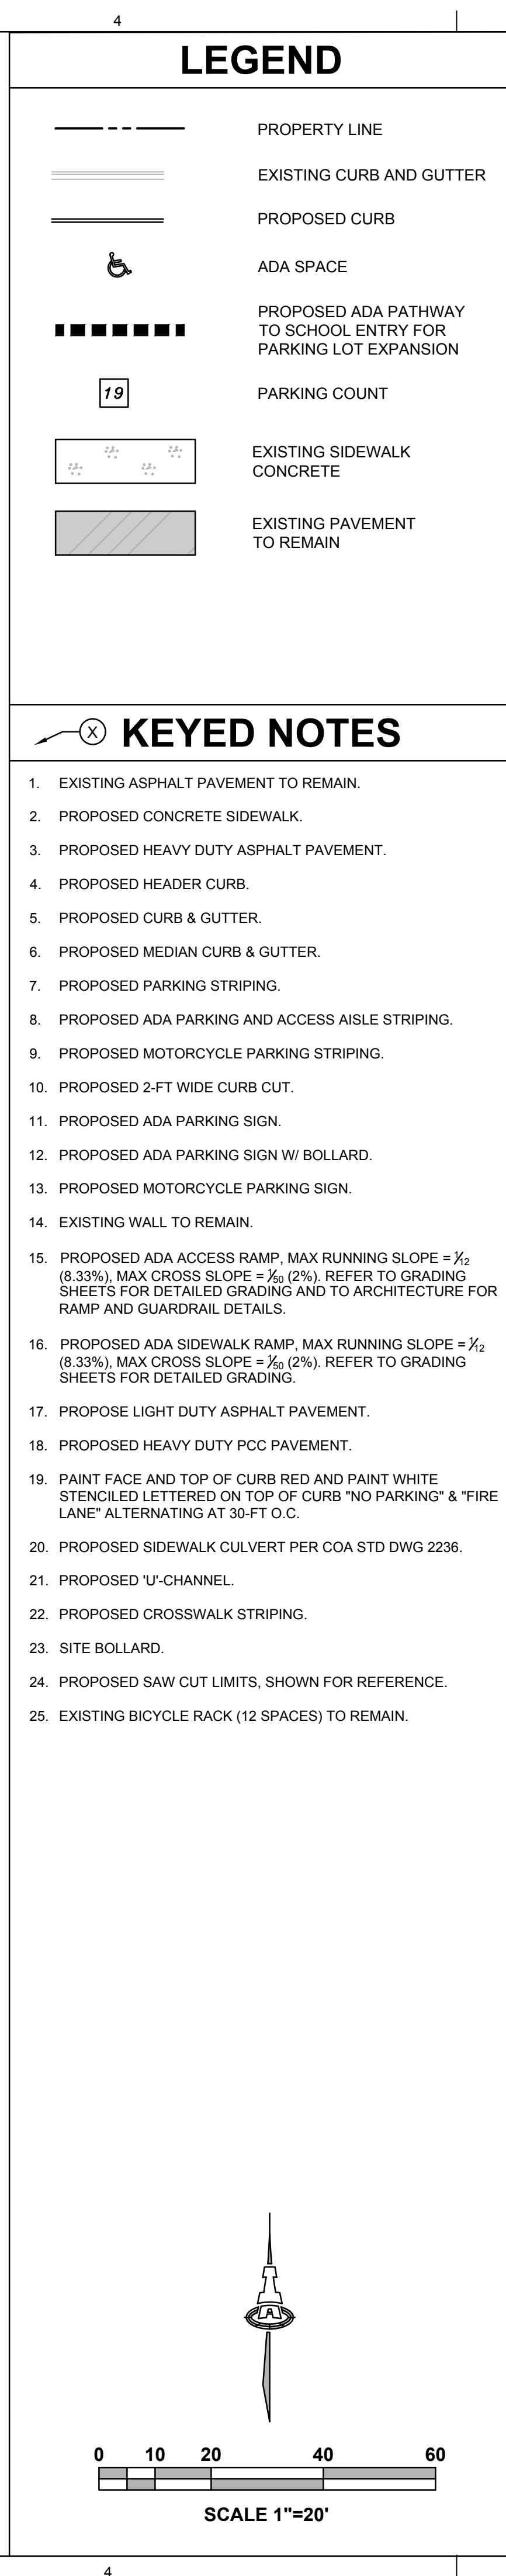 4
LEGEND
PROPERTY LINE
EXISTING CURB AND GUTTER
PROPOSED CURB
ADA SPACE
PROPOSED ADA PATHWAY
TO SCHOOL ENTRY FOR
PARKING LOT EXPANSION
19
PARKING COUNT
EXISTING SIDEWALK
CONCRETE
EXISTING PAVEMENT
TO REMAIN
X KEYED NOTES
1. EXISTING ASPHALT PAVEMENT TO REMAIN.
2. PROPOSED CONCRETE SIDEWALK.
3. PROPOSED HEAVY DUTY ASPHALT PAVEMENT.
4. PROPOSED HEADER CURB.
5. PROPOSED CURB & GUTTER.
6. PROPOSED MEDIAN CURB & GUTTER.
7. PROPOSED PARKING STRIPING.
8. PROPOSED ADA PARKING AND ACCESS AISLE STRIPING.
9. PROPOSED MOTORCYCLE PARKING STRIPING.
10. PROPOSED 2-FT WIDE CURB CUT.
11. PROPOSED ADA PARKING SIGN.
12. PROPOSED ADA PARKING SIGN W/ BOLLARD.
13. PROPOSED MOTORCYCLE PARKING SIGN.
14. EXISTING WALL TO REMAIN.
15. PROPOSED ADA ACCESS RAMP, MAX RUNNING SLOPE = 1/12
(8.33%), MAX CROSS SLOPE = 1/50 (2%). REFER TO GRADING
SHEETS FOR DETAILED GRADING AND TO ARCHITECTURE FOR
RAMP AND GUARDRAIL DETAILS.
16. PROPOSED ADA SIDEWALK RAMP, MAX RUNNING SLOPE = 1/12
(8.33%), MAX CROSS SLOPE = 1/50 (2%). REFER TO GRADING
SHEETS FOR DETAILED GRADING.
17. PROPOSE LIGHT DUTY ASPHALT PAVEMENT.
18. PROPOSED HEAVY DUTY PCC PAVEMENT.
19. PAINT FACE AND TOP OF CURB RED AND PAINT WHITE
STENCILED LETTERED ON TOP OF CURB "NO PARKING" & "FIRE
LANE" ALTERNATING AT 30-FT O.C.
20. PROPOSED SIDEWALK CULVERT PER COA STD DWG 2236.
21. PROPOSED 'U'-CHANNEL.
22. PROPOSED CROSSWALK STRIPING.
23. SITE BOLLARD.
24. PROPOSED SAW CUT LIMITS, SHOWN FOR REFERENCE.
25. EXISTING BICYCLE RACK (12 SPACES) TO REMAIN.
0 10 20 40 60
SCALE 1"=20'
4